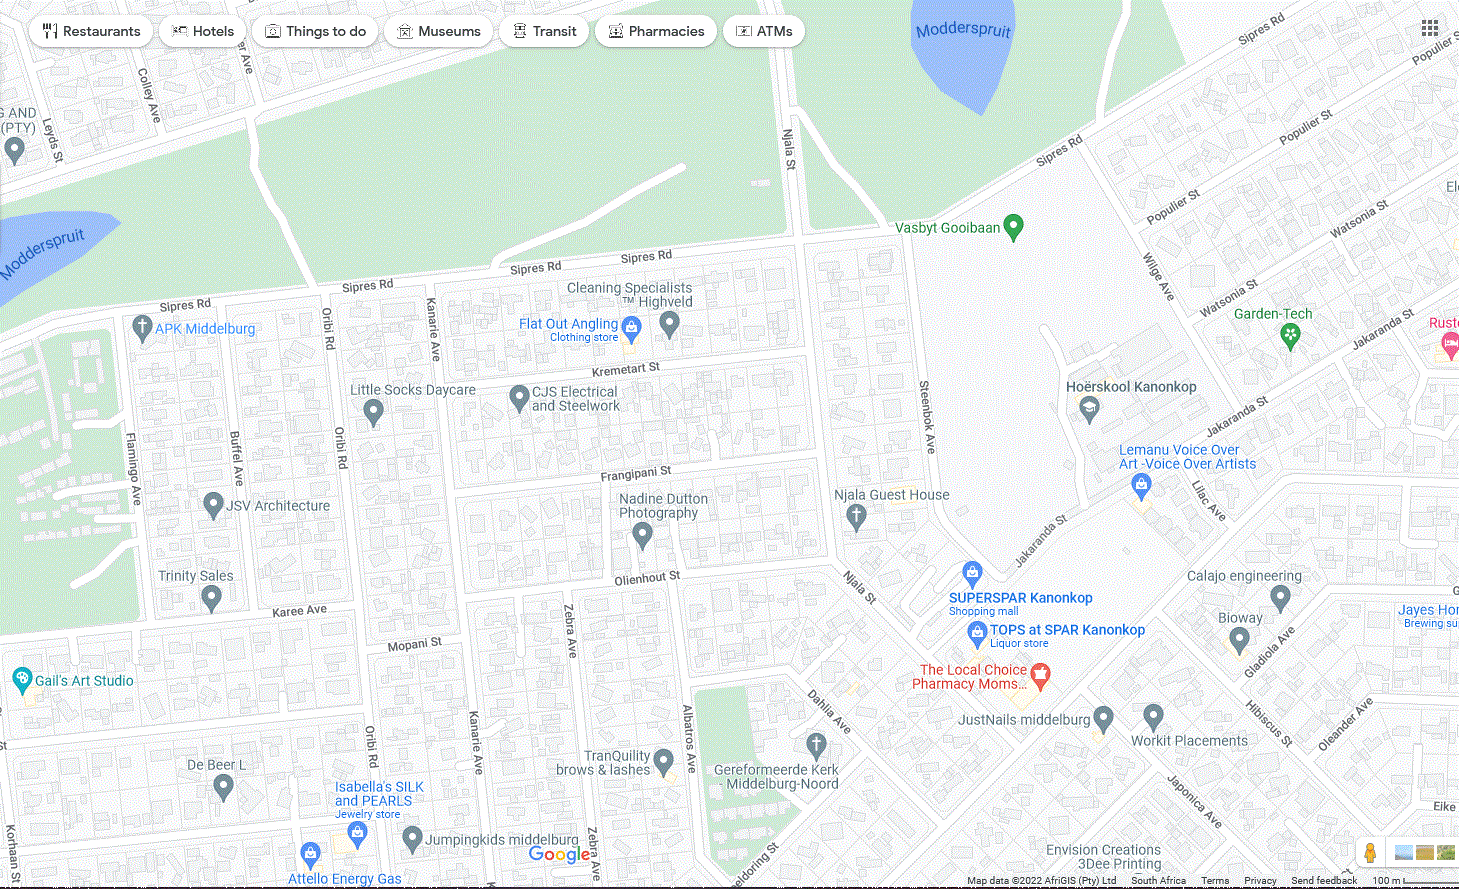 Restaurants
Hotels
Things to do
Museums
Transit
Pharmacies
ATMs
Modderspruit
Sipres Rd
Populier St
Colley Ave
er Ave
G AND
(PTY)
Leyds St
Njala St
Sipres Rd
Populier St
Populier St
Watsonia St
Vasbyt Gooibaan
Modderspruit
Sipres Rd
Sipres Rd
Sipres Rd
Sipres Rd
Wilge Ave
Watsonia St
Cleaning Specialists
™ Highveld
Flat Out Angling
Clothing store
APK Middelburg
Oribi Rd
Kanarie Ave
Garden-Tech
Jakaranda St
Kremetart St
Little Socks Daycare
CJS Electrical
and Steelwork
Steenbok Ave
Hoërskool Kanonkop
Jakaranda St
Flamingo Ave
Buffel Ave
Oribi Rd
Lemanu Voice Over
Art -Voice Over Artists
Frangipani St
JSV Architecture
Nadine Dutton
Photography
Njala Guest House
Lilac Ave
Jakaranda St
Trinity Sales
Olienhout St
Njala St
Calajo engineering
SUPERSPAR Kanonkop
Shopping mall
Karee Ave
Zebra Ave
Mopani St
TOPS at SPAR Kanonkop
Liquor store
Bioway
Gladiola Ave
Gail's Art Studio
The Local Choice
Pharmacy Moms...
Dahlia Ave
JustNails middelburg
Workit Placements
Hibiscus St
Oleander Ave
Oribi Rd
Kanarie Ave
Albatros Ave
TranQuility
brows & lashes
Gereformeerde Kerk
- Middelburg-Noord
De Beer L
Isabella's SILK
and PEARLS
Jewelry store
Japonica Ave
Eike
Korhaan St
Jumpingkids middelburg
Zebra Ave
Google
Attello Energy Gas
eldoring St
Envision Creations
3Dee Printing
Map data ©2022 AfriGIS (Pty) Ltd
South Africa
Terms
Privacy
Send feedback
100 m